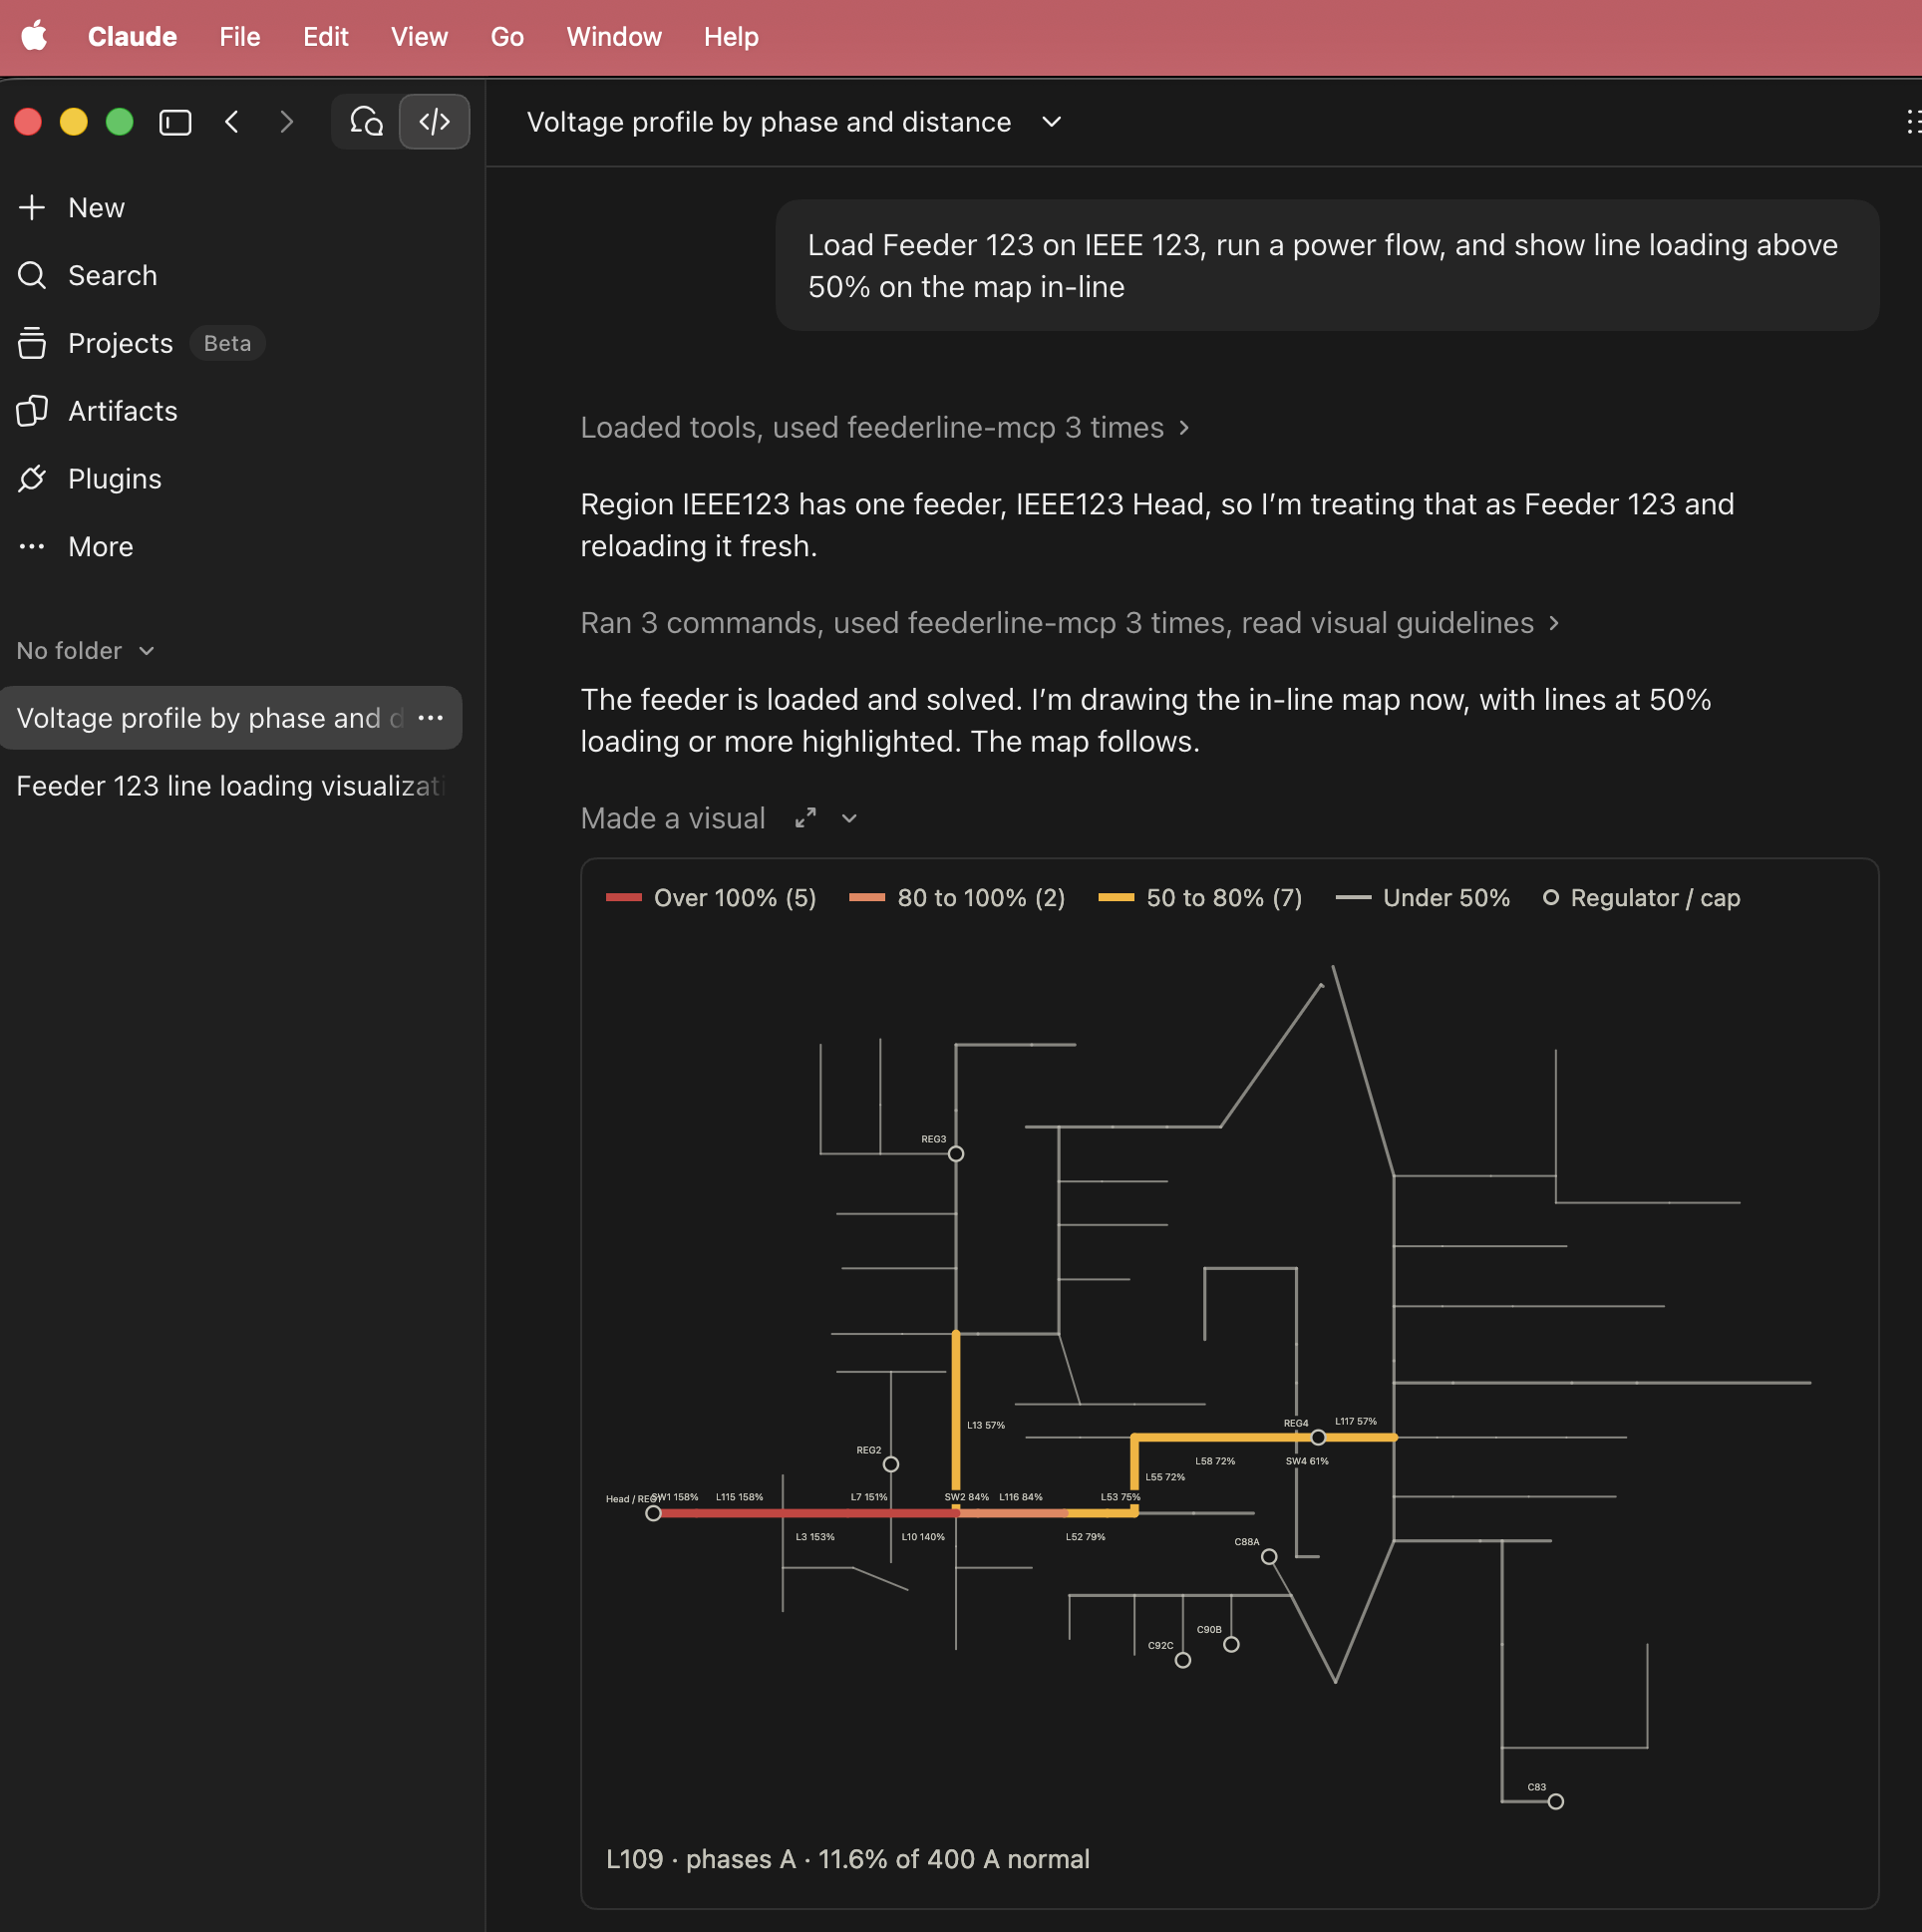 Claude File Edit View Go Window Help
Voltage profile by phase and distance
New
Search
Projects Beta
Artifacts
Plugins
More
No folder
Voltage profile by phase and d
Feeder 123 line loading visualizati
Load Feeder 123 on IEEE 123, run a power flow, and show line loading above
50% on the map in-line
Loaded tools, used feederline-mcp 3 times
Region IEEE123 has one feeder, IEEE123 Head, so I’m treating that as Feeder 123 and
reloading it fresh.
Ran 3 commands, used feederline-mcp 3 times, read visual guidelines
The feeder is loaded and solved. I’m drawing the in-line map now, with lines at 50%
loading or more highlighted. The map follows.
Made a visual
Over 100% (5) 80 to 100% (2) 50 to 80% (7) Under 50% Regulator / cap
REG3
L13 57%
REG4 L117 57%
REG2
L58 72% SW4 61%
L55 72%
Head / REG1 SW1 158% L115 158% L7 151% SW2 84% L116 84% L53 75%
L3 153% L10 140% L52 79%
C88A
C90B
C92C
C83
L109 · phases A · 11.6% of 400 A normal